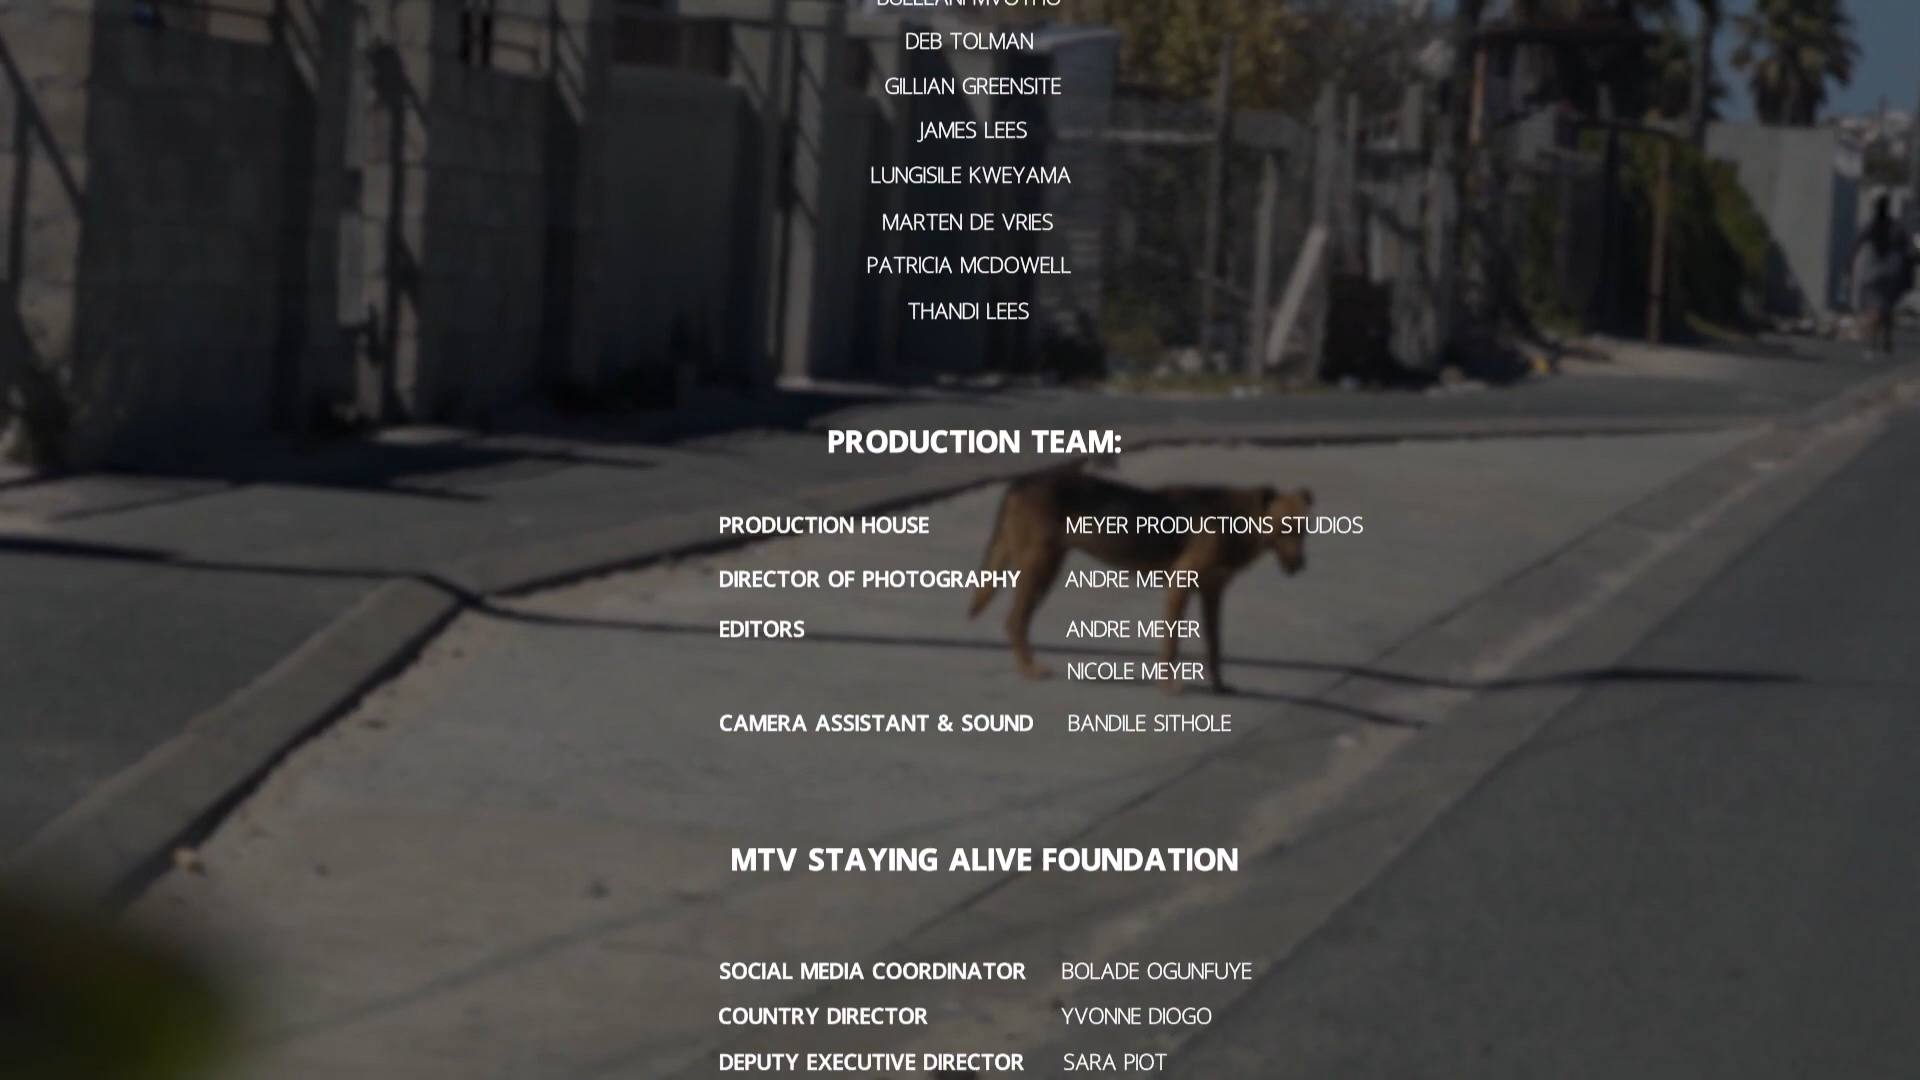 DEB TOLMAN
GILLIAN GREENSITE
JAMES LEES
LUNGISILE KWEYAMA
MARTEN DE VRIES
PATRICIA MCDOWELL
THANDI LEES
PRODUCTION TEAM:
PRODUCTION HOUSE MEYER PRODUCTIONS STUDIOS
DIRECTOR OF PHOTOGRAPHY ANDRE MEYER
EDITORS ANDRE MEYER
NICOLE MEYER
CAMERA ASSISTANT & SOUND BANDILE SITHOLE
MTV STAYING ALIVE FOUNDATION
SOCIAL MEDIA COORDINATOR BOLADE OGUNFUYE
COUNTRY DIRECTOR YVONNE DIOGO
DEPUTY EXECUTIVE DIRECTOR SARA PIOT